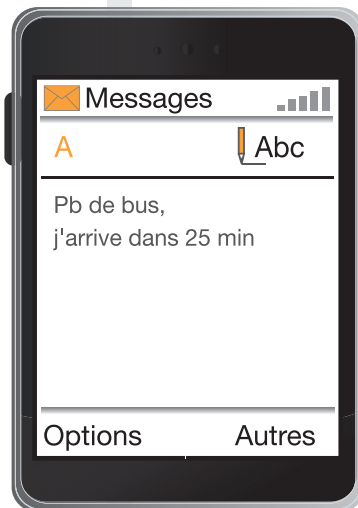 Messages
A Abc
Pb de bus,
j'arrive dans 25 min
Options Autres